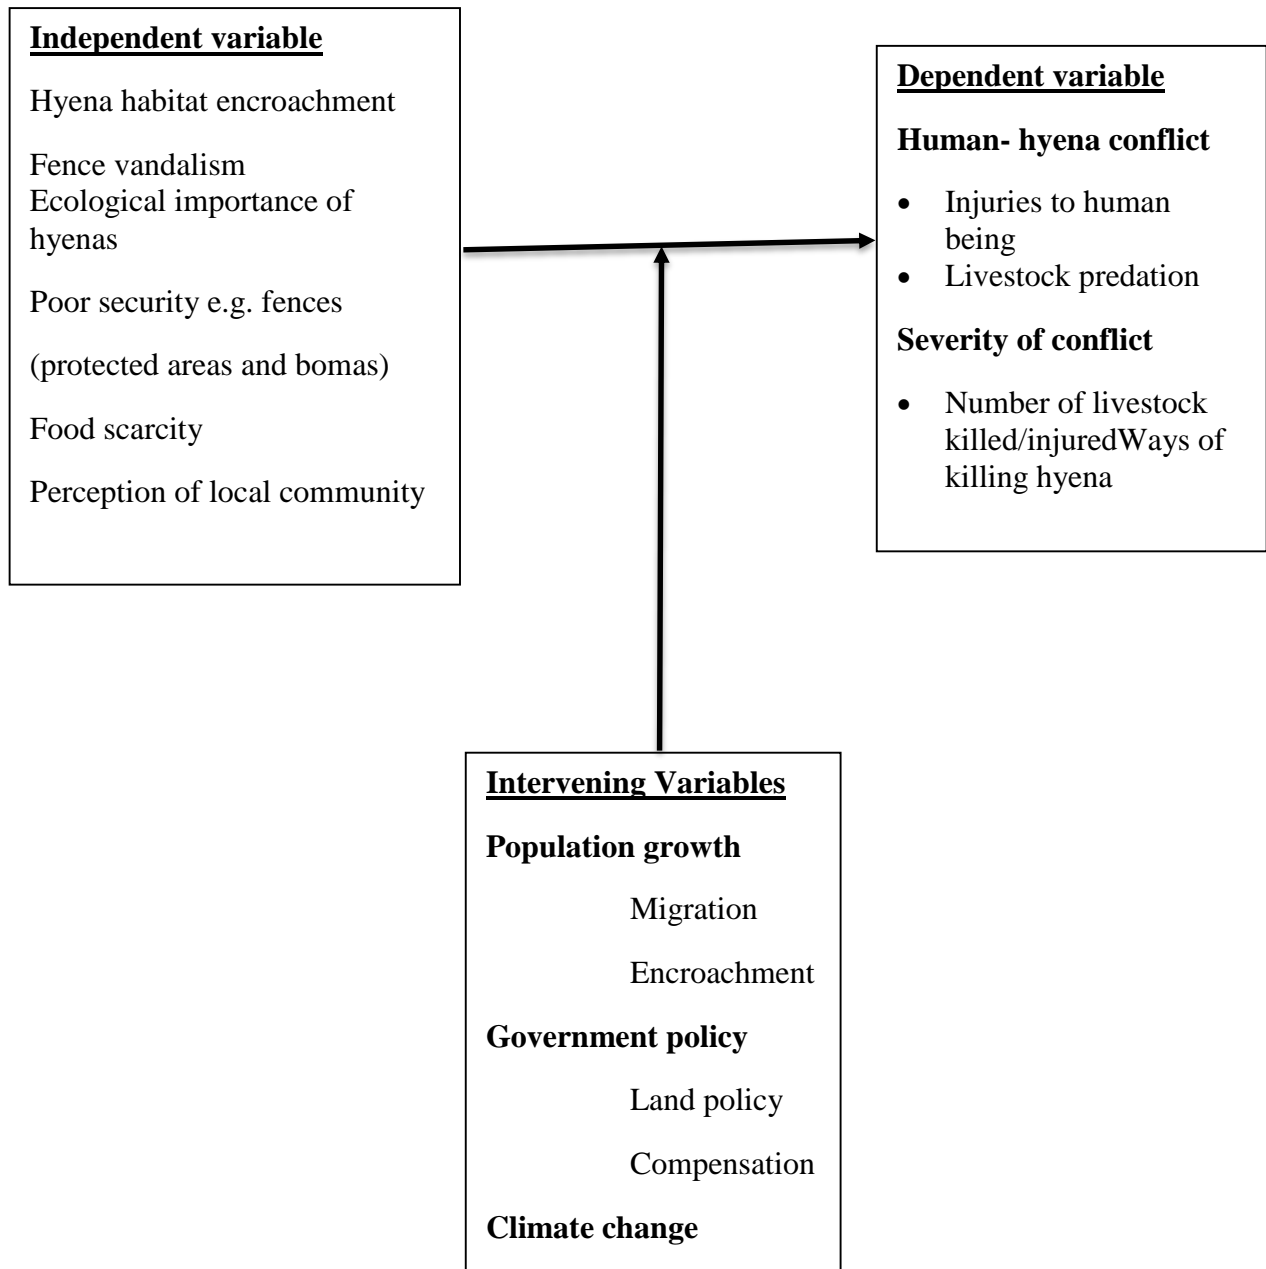 Independent variable
Hyena habitat encroachment
Fence vandalism
Ecological importance of
hyenas
Poor security e.g. fences
(protected areas and bomas)
Food scarcity
Perception of local community
Dependent variable
Human- hyena conflict
• Injuries to human
being
• Livestock predation
Severity of conflict
• Number of livestock
killed/injuredWays of
killing hyena
Intervening Variables
Population growth
Migration
Encroachment
Government policy
Land policy
Compensation
Climate change